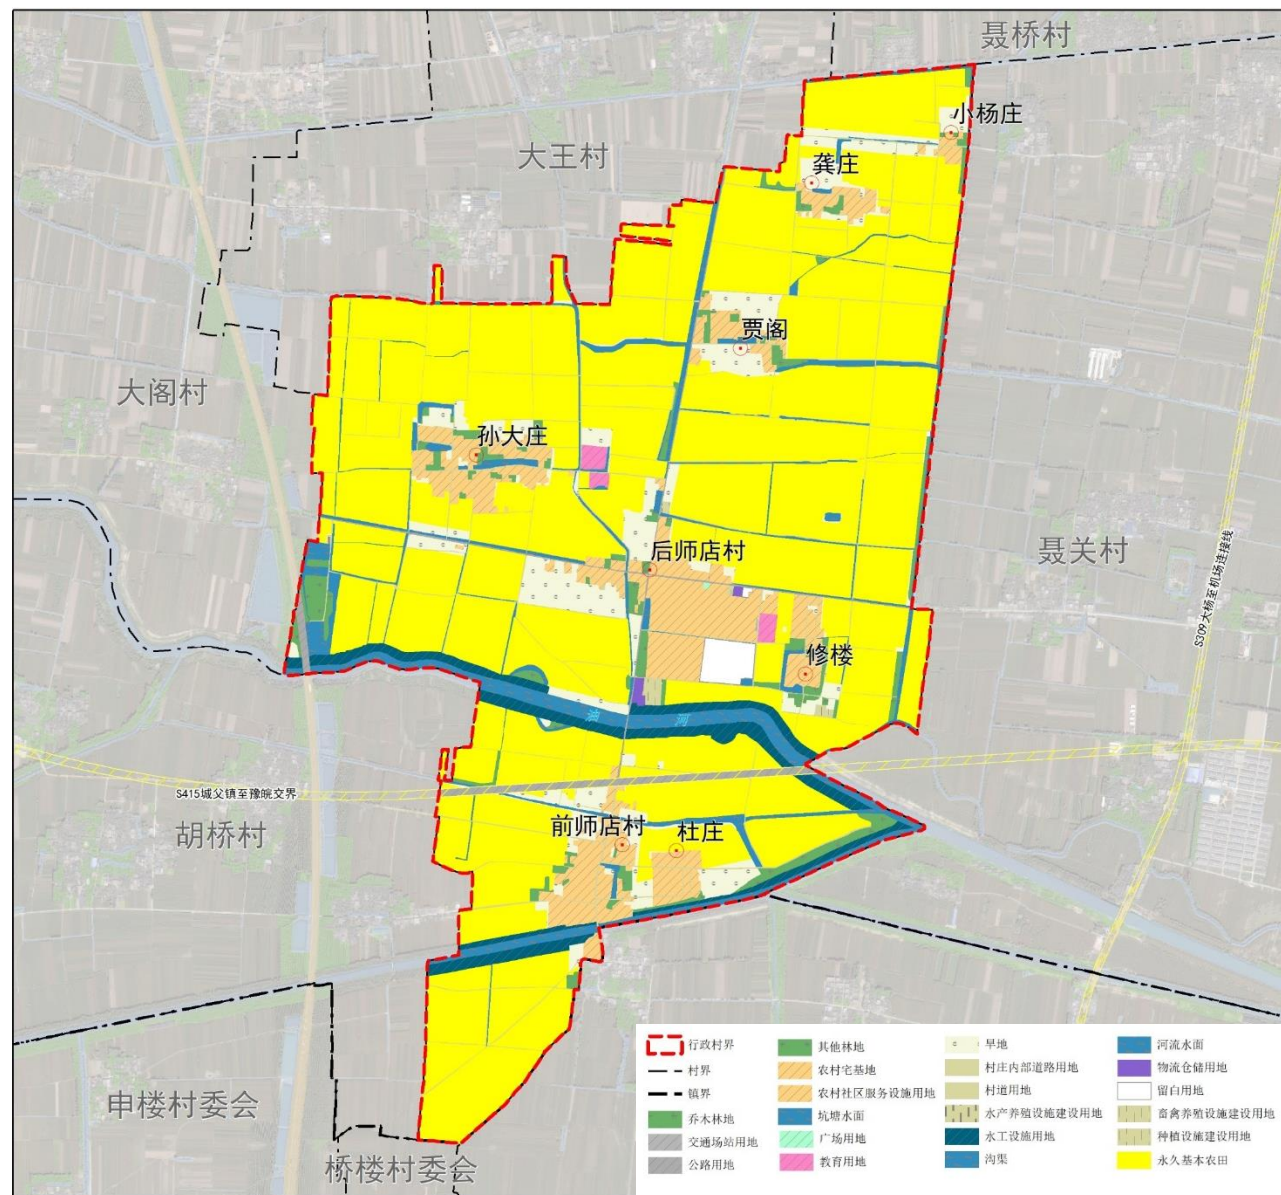 聂桥村
小杨庄
大王村
龚庄
贾阁
大阁村
孙大庄
后师店村
聂关村
S309大杨至机场连接线
修楼
洺河
S415城父镇至豫皖交界
胡桥村
前师店村
杜庄
申楼村委会
桥楼村委会
行政村界
村界
镇界
乔木林地
交通场站用地
公路用地
其他林地
农村宅基地
农村社区服务设施用地
坑塘水面
广场用地
教育用地
旱地
村庄内部道路用地
村道用地
水产养殖设施建设用地
水工设施用地
沟渠
河流水面
物流仓储用地
留白用地
畜禽养殖设施建设用地
种植设施建设用地
永久基本农田